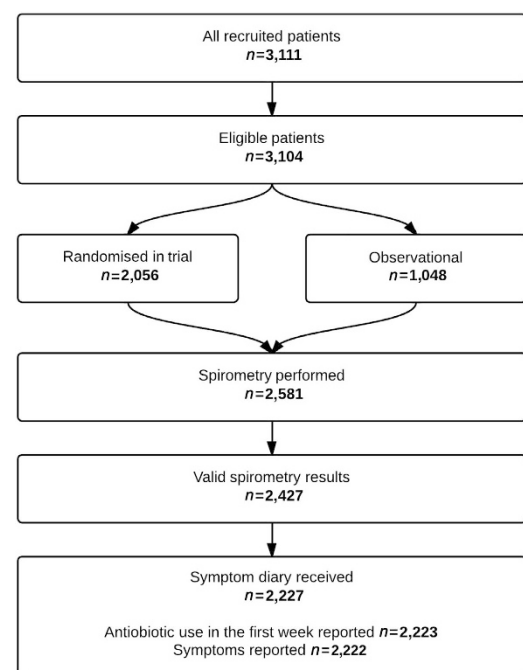 All recruited patients
n=3,111
Eligible patients
n=3,104
Randomised in trial
n=2,056
Observational
n=1,048
Spirometry performed
n=2,581
Valid spirometry results
n=2,427
Symptom diary received
n=2,227
Antiobiotic use in the first week reported n=2,223
Symptoms reported n=2,222